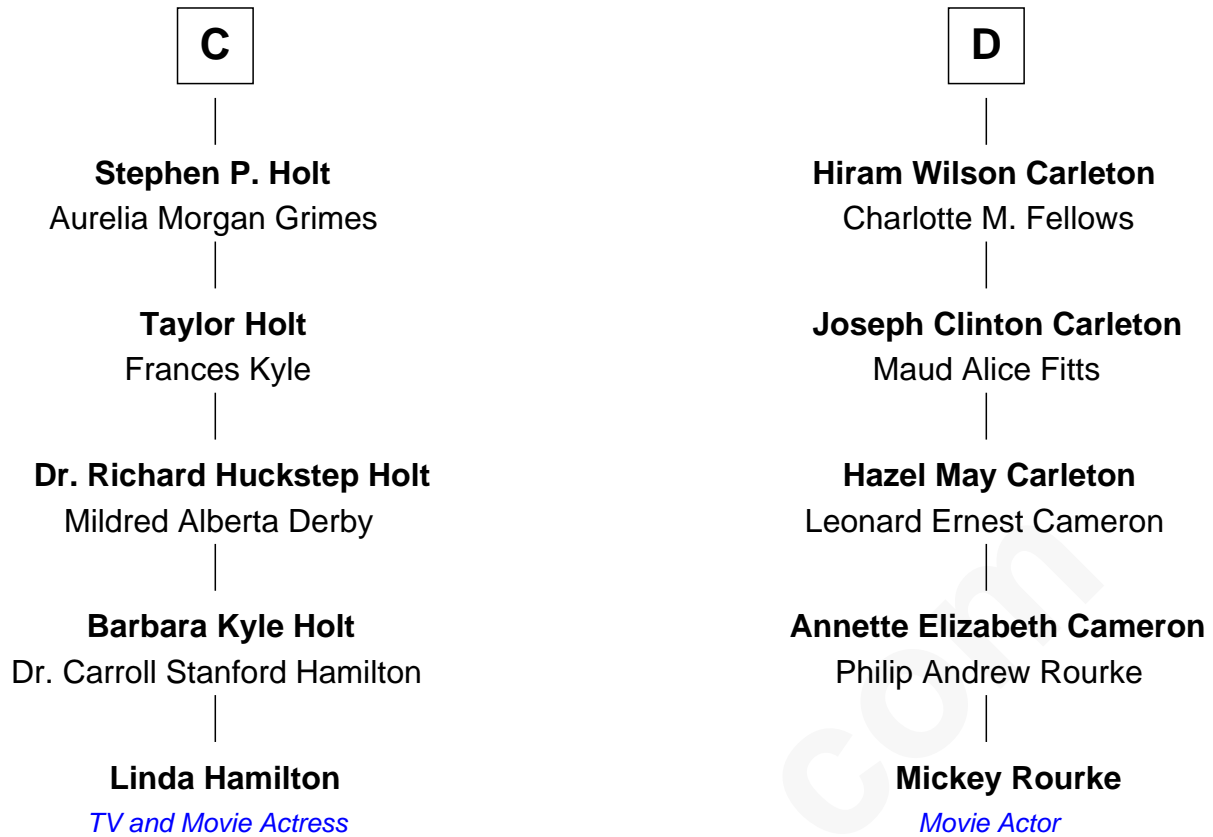 C
Stephen P. Holt
Aurelia Morgan Grimes
Taylor Holt
Frances Kyle
Dr. Richard Huckstep Holt
Mildred Alberta Derby
Barbara Kyle Holt
Dr. Carroll Stanford Hamilton
Linda Hamilton
TV and Movie Actress
D
Hiram Wilson Carleton
Charlotte M. Fellows
Joseph Clinton Carleton
Maud Alice Fitts
Hazel May Carleton
Leonard Ernest Cameron
Annette Elizabeth Cameron
Philip Andrew Rourke
Mickey Rourke
Movie Actor
com